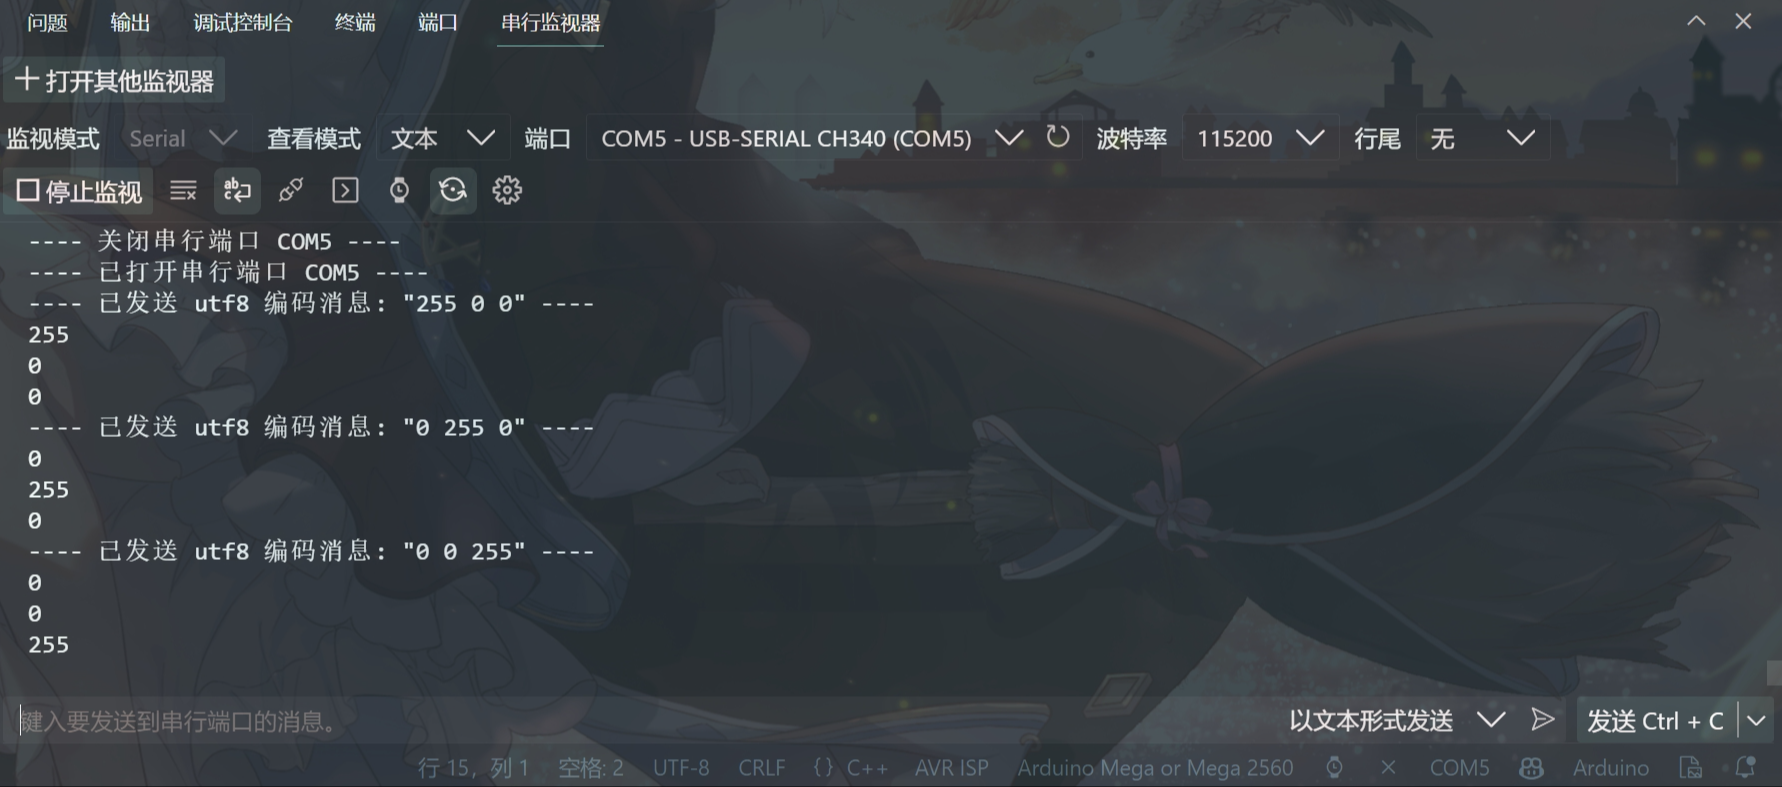 问题 输出 调试控制台 终端 端口 串行监视器
打开其他监视器
监视模式 Serial 查看模式 文本 端口 COM5 - USB-SERIAL CH340 (COM5) 波特率 115200 行尾 无
停止监视
---- 关闭串行端口 COM5 ----
---- 已打开串行端口 COM5 ----
---- 已发送 utf8 编码消息: "255 0 0" ----
255
0
0
---- 已发送 utf8 编码消息: "0 255 0" ----
0
255
0
---- 已发送 utf8 编码消息: "0 0 255" ----
0
0
255
键入要发送到串行端口的消息。 以文本形式发送 发送 Ctrl + C
行 15，列 1 空格: 2 UTF-8 CRLF {} C++ AVR ISP Arduino Mega or Mega 2560 COM5 Arduino